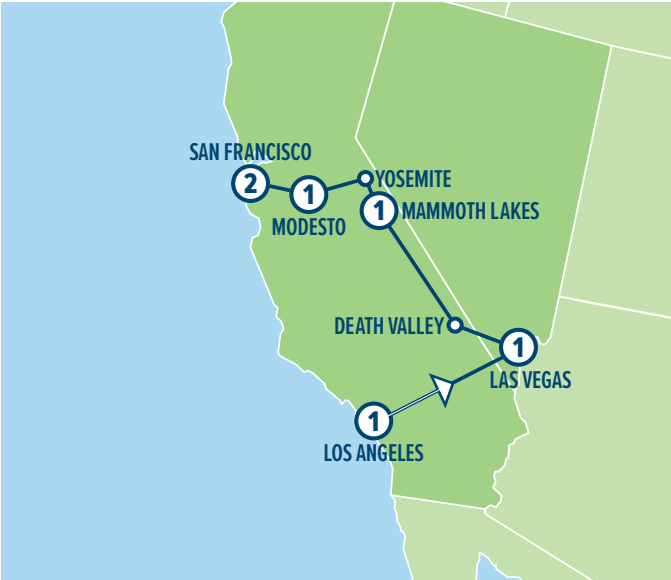 SAN FRANCISCO
2
1
MODESTO
YOSEMITE
1
MAMMOTH LAKES
DEATH VALLEY
1
LAS VEGAS
1
LOS ANGELES